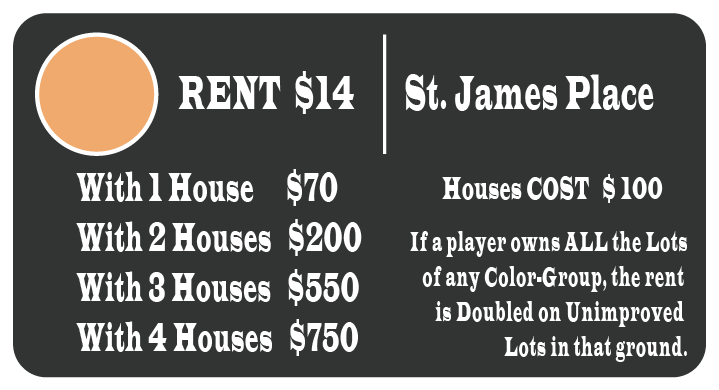 RENT $14
St. James Place
With 1 House $70
With 2 Houses $200
With 3 Houses $550
With 4 Houses $750
Houses COST $100
If a player owns ALL the Lots
of any Color-Group, the rent
is Doubled on Unimproved
Lots in that ground.